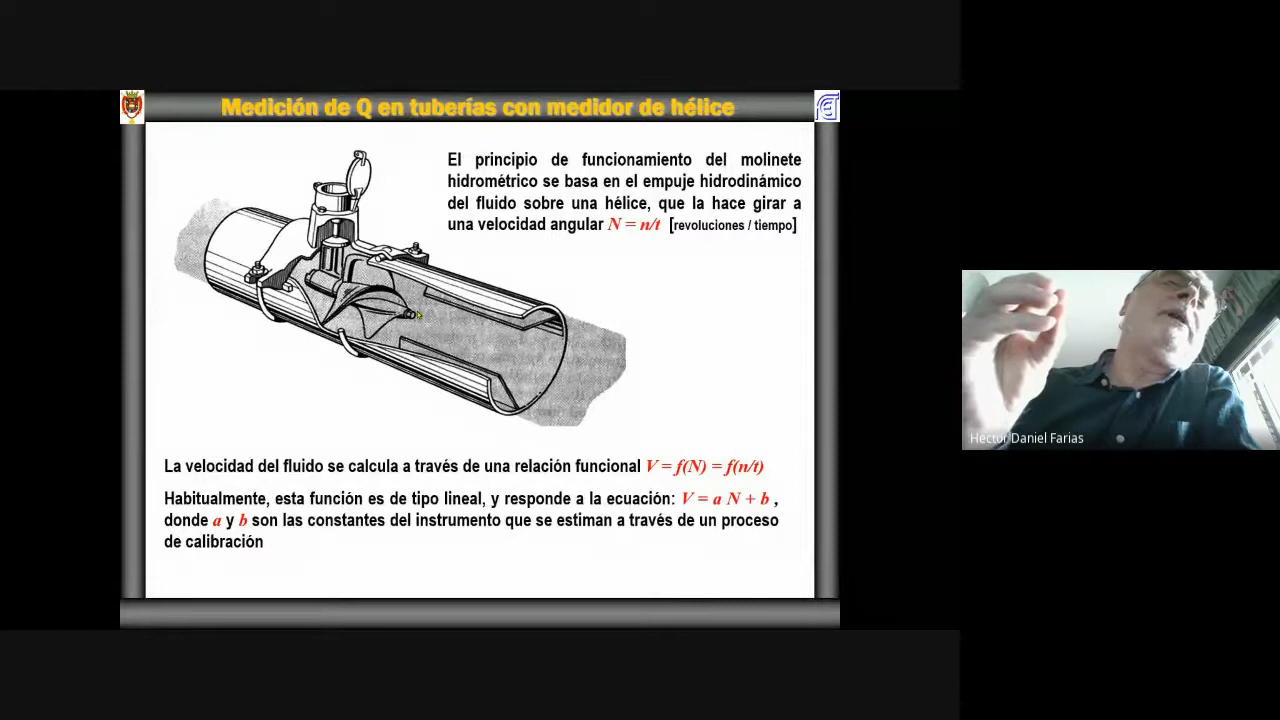 Medición de Q en tuberías con medidor de hélice
El principio de funcionamiento del molinete
hidrométrico se basa en el empuje hidrodinámico
del fluido sobre una hélice, que la hace girar a
una velocidad angular N = n/t [revoluciones / tiempo]
Hector Daniel Farias
La velocidad del fluido se calcula a través de una relación funcional V = f(N) = f(n/t)
Habitualmente, esta función es de tipo lineal, y responde a la ecuación: V = a N + b ,
donde a y b son las constantes del instrumento que se estiman a través de un proceso
de calibración